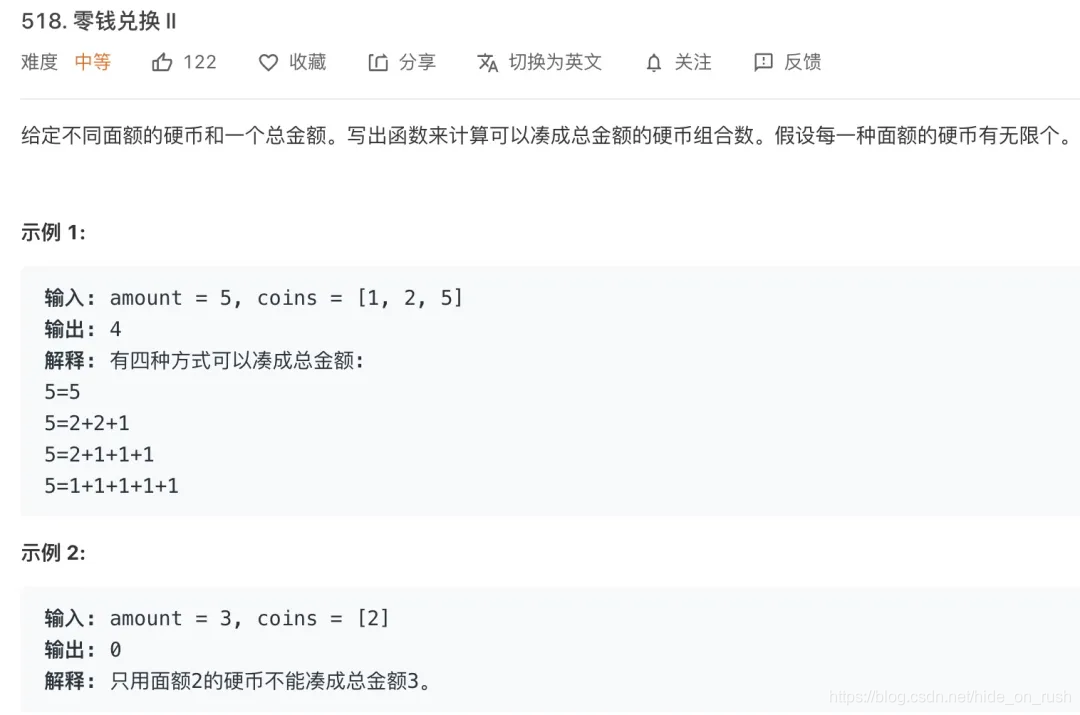 518. 零钱兑换 II
难度 中等 122 收藏 分享 切换为英文 关注 反馈
给定不同面额的硬币和一个总金额。写出函数来计算可以凑成总金额的硬币组合数。假设每一种面额的硬币有无限个。
示例 1:
输入: amount = 5, coins = [1, 2, 5]
输出: 4
解释: 有四种方式可以凑成总金额:
5=5
5=2+2+1
5=2+1+1+1
5=1+1+1+1+1
示例 2:
输入: amount = 3, coins = [2]
输出: 0
解释: 只用面额2的硬币不能凑成总金额3。
https://blog.csdn.net/hide_on_rush